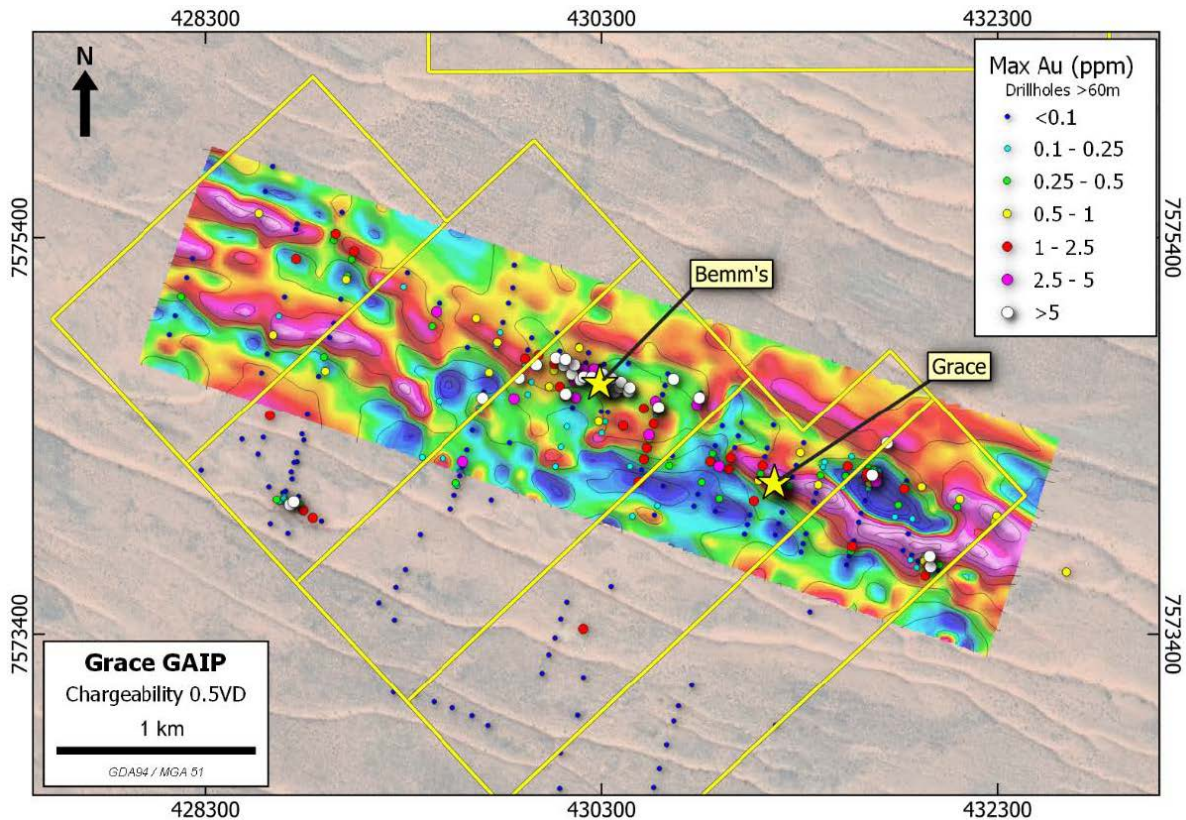 428300
430300
432300
N
Max Au (ppm)
Drillholes >60m
<0.1
0.1 - 0.25
0.25 - 0.5
0.5 - 1
1 - 2.5
2.5 - 5
>5
7575400
7575400
Bemm's
Grace
7573400
7573400
Grace GAIP
Chargeability 0.5VD
1 km
GDA94 / MGA 51
428300
430300
432300